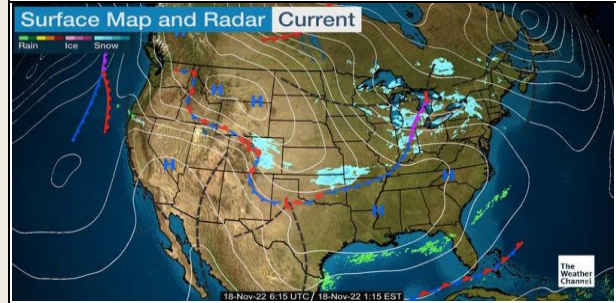 Surface Map and Radar Current
Rain Ice Snow
H
H
H
H
H
H
L
L
18-Nov-22 6:15 UTC / 18-Nov-22 1:15 EST
The
Weather
Channel